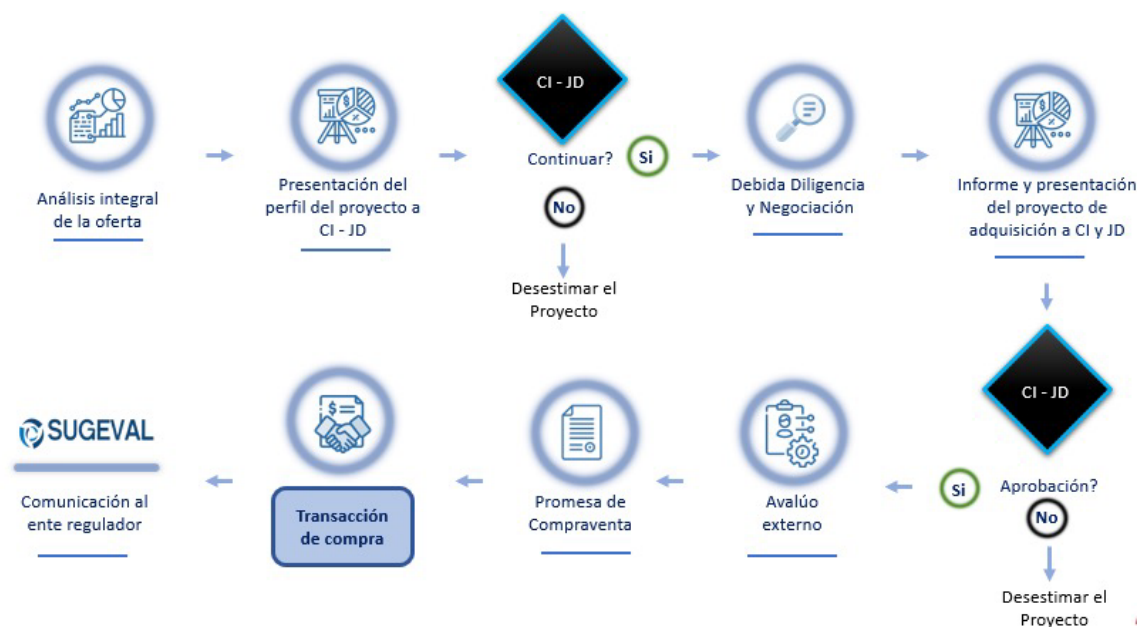 CI - JD
Análisis integral
de la oferta
Presentación del
perfil del proyecto a
CI - JD
Continuar?
Si
No
Desestimar el
Proyecto
Debida Diligencia
y Negociación
Informe y presentación
del proyecto de
adquisición a CI y JD
CI - JD
Aprobación?
Si
No
Desestimar el
Proyecto
Avalúo
externo
Promesa de
Compraventa
Transacción
de compra
SUGEVAL
Comunicación al
ente regulador